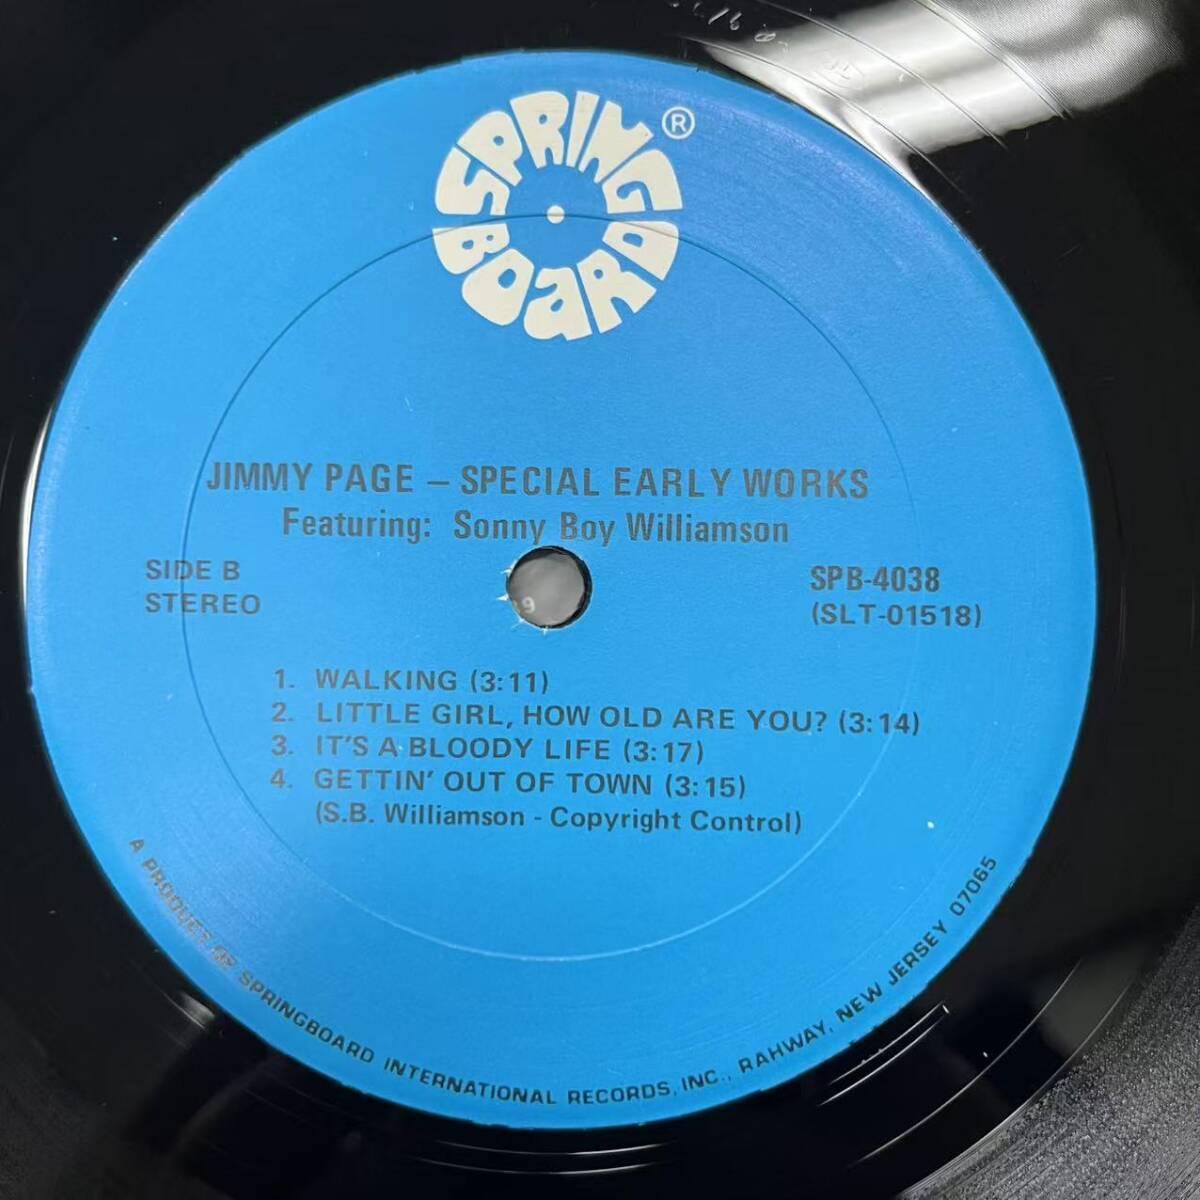 SPRINGBOARD ®
JIMMY PAGE – SPECIAL EARLY WORKS
Featuring: Sonny Boy Williamson
SIDE B
STEREO
SPB-4038
(SLT-01518)
1. WALKING (3:11)
2. LITTLE GIRL, HOW OLD ARE YOU? (3:14)
3. IT'S A BLOODY LIFE (3:17)
4. GETTIN' OUT OF TOWN (3:15)
(S.B. Williamson - Copyright Control)
A PRODUCT OF SPRINGBOARD INTERNATIONAL RECORDS, INC., RAHWAY, NEW JERSEY 07065